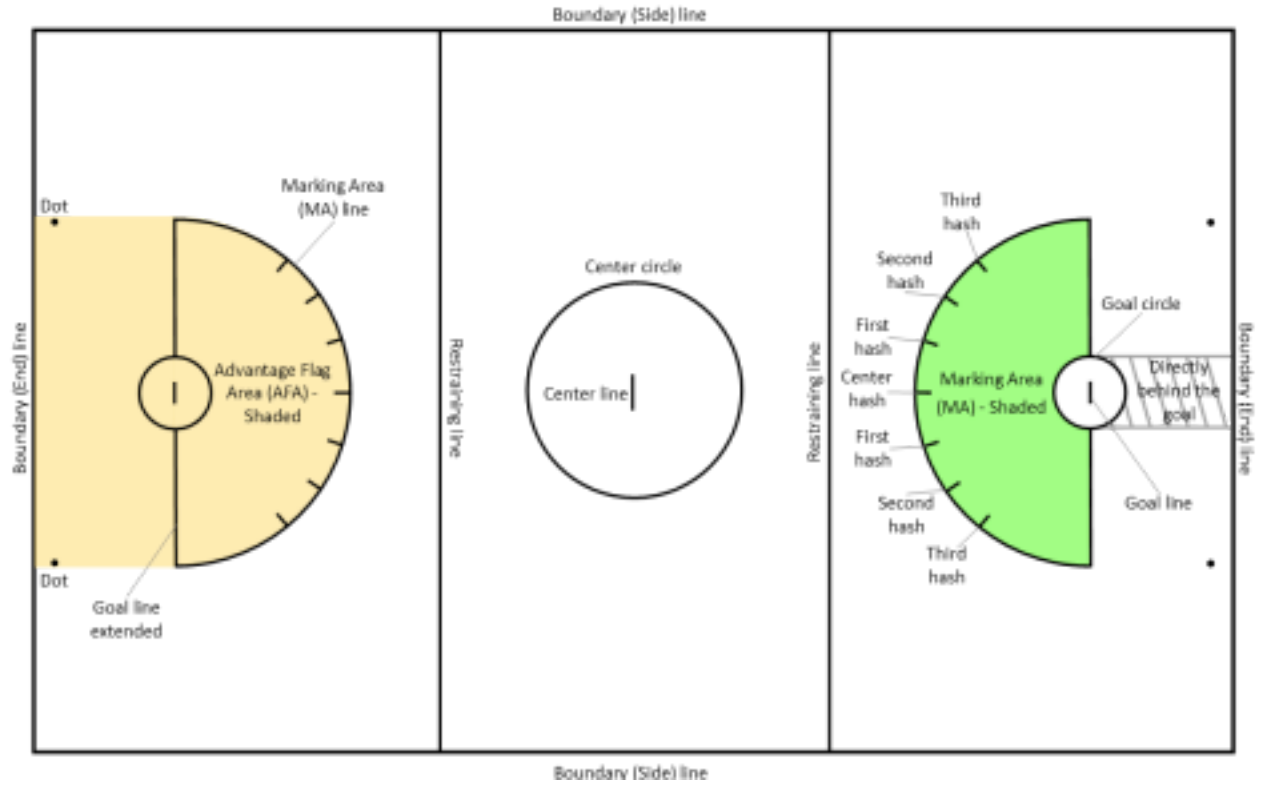 Boundary (Side) line
Marking Area
(MA) line
Dot
Third
hash
Center circle
Second
hash
Goal circle
First
hash
Boundary (End) line
Advantage Flag
Area (AFA) -
Shaded
Restraining line
Center line
Restraining line
Center
hash
Marking Area
(MA) - Shaded
Directly
behind the
goal
Boundary (End) line
First
hash
Second
hash
Goal line
Third
hash
Dot
Goal line
extended
Boundary (Side) line